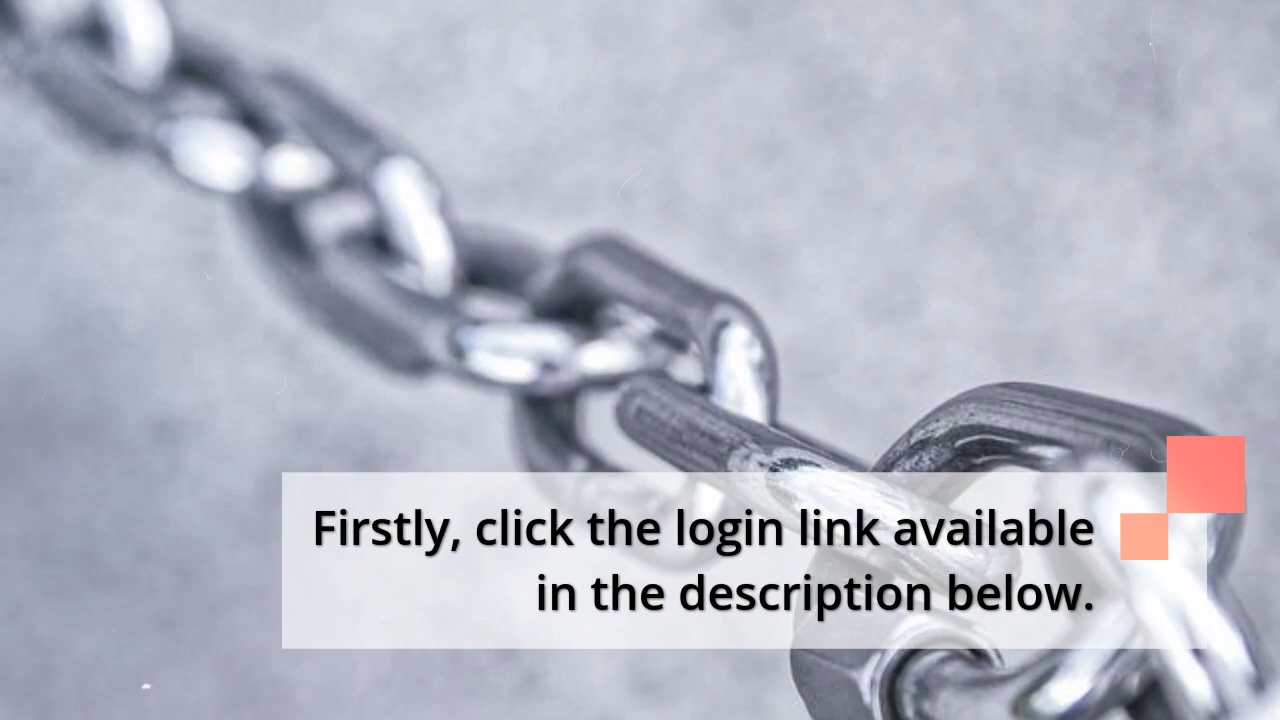 Firstly, click the login link available
in the description below.